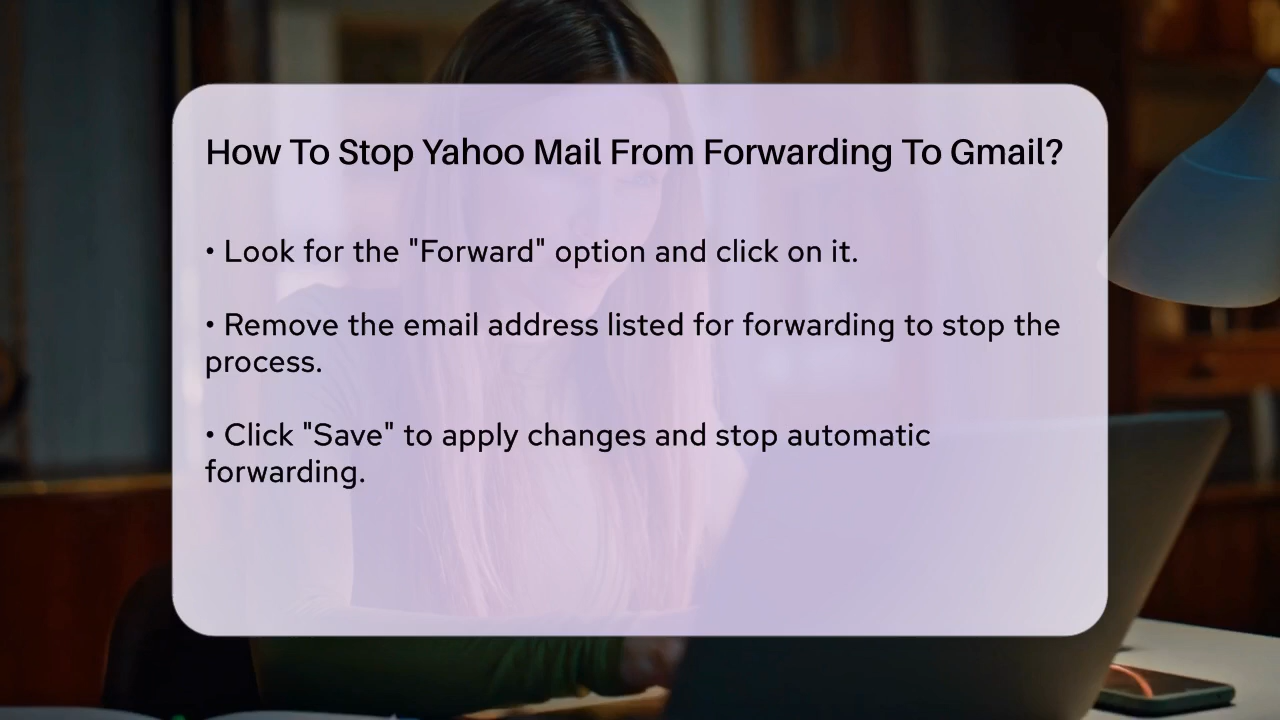 How To Stop Yahoo Mail From Forwarding To Gmail?
• Look for the "Forward" option and click on it.
• Remove the email address listed for forwarding to stop the
process.
• Click "Save" to apply changes and stop automatic
forwarding.